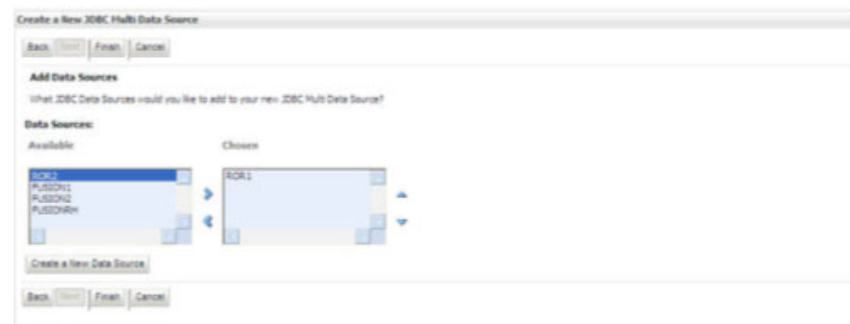 Create a New JDBC Multi Data Source
Back Next Finish Cancel
Add Data Sources
What JDBC Data Sources would you like to add to your new JDBC Multi Data Source?
Data Sources:
Available Chosen
ROR2 ROR1
FUSION1
FUSION2
FUSIONRH
Create a New Data Source
Back Next Finish Cancel